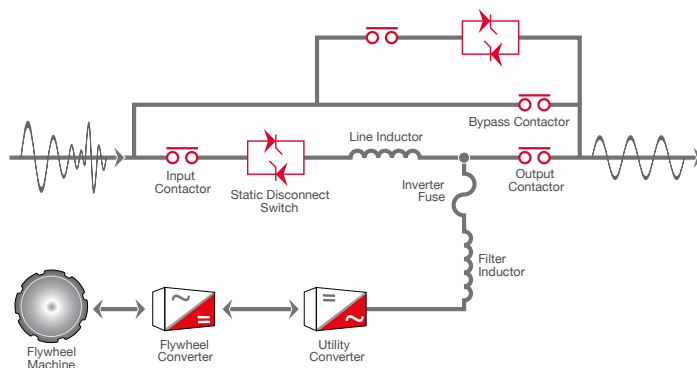 Bypass Contactor
Line Inductor
Input
Contactor
Static Disconnect
Switch
Inverter
Fuse
Output
Contactor
Filter
Inductor
Flywheel
Machine
Flywheel
Converter
Utility
Converter